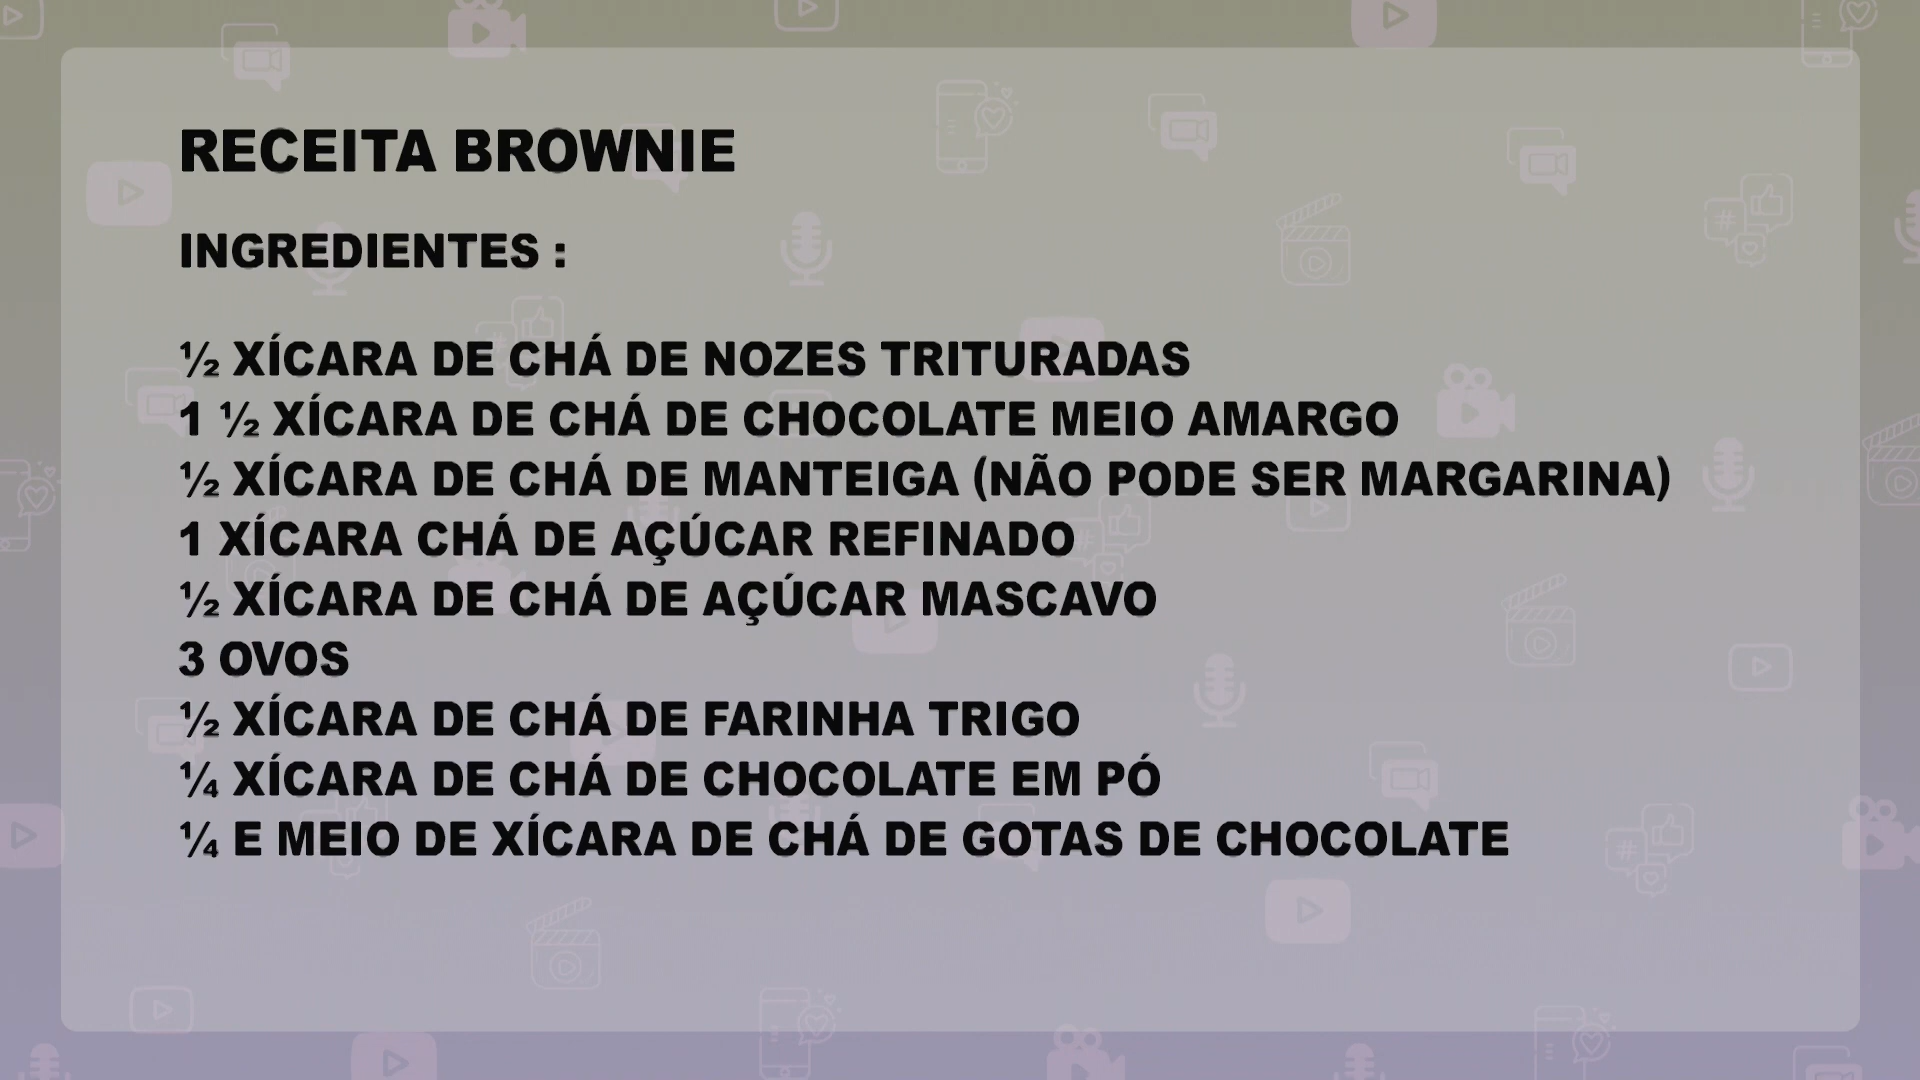 RECEITA BROWNIE
INGREDIENTES :
½ XÍCARA DE CHÁ DE NOZES TRITURADAS
1 ½ XÍCARA DE CHÁ DE CHOCOLATE MEIO AMARGO
½ XÍCARA DE CHÁ DE MANTEIGA (NÃO PODE SER MARGARINA)
1 XÍCARA CHÁ DE AÇÚCAR REFINADO
½ XÍCARA DE CHÁ DE AÇÚCAR MASCAVO
3 OVOS
½ XÍCARA DE CHÁ DE FARINHA TRIGO
¼ XÍCARA DE CHÁ DE CHOCOLATE EM PÓ
¼ E MEIO DE XÍCARA DE CHÁ DE GOTAS DE CHOCOLATE